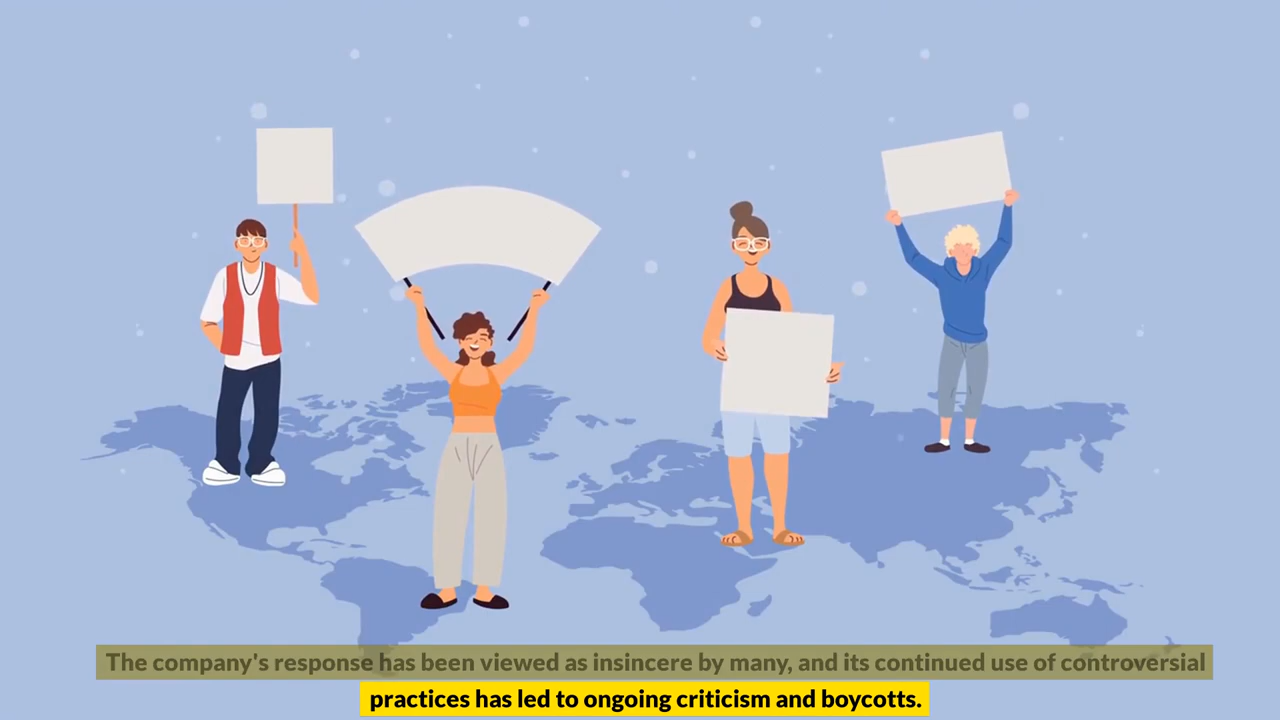 The company's response has been viewed as insincere by many, and its continued use of controversial
practices has led to ongoing criticism and boycotts.